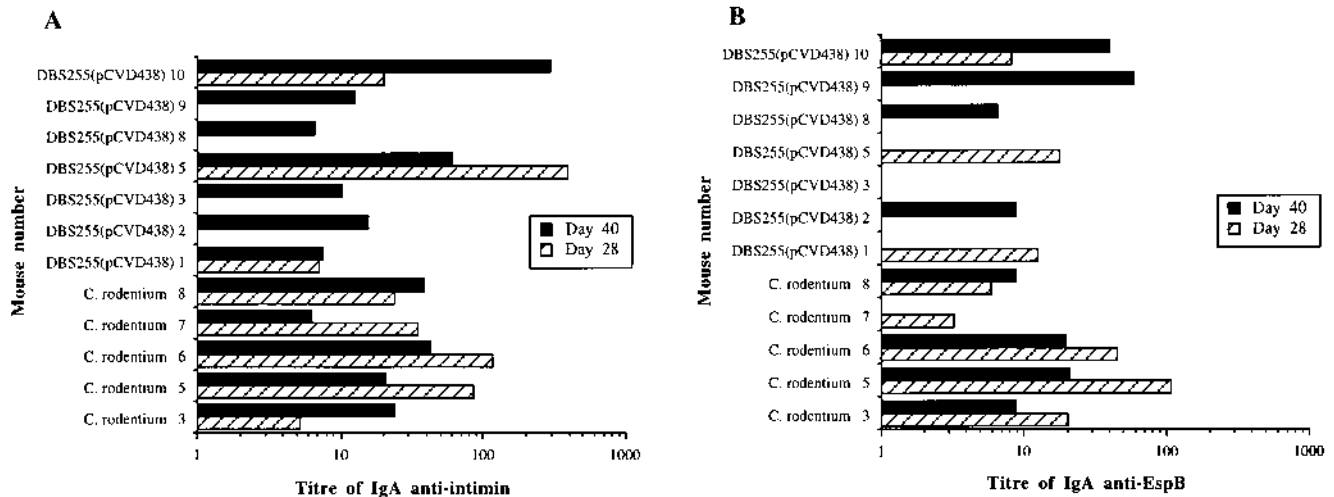 A
DBS255(pCVD438) 10
DBS255(pCVD438) 9
DBS255(pCVD438) 8
DBS255(pCVD438) 5
DBS255(pCVD438) 3
DBS255(pCVD438) 2
DBS255(pCVD438) 1
C. rodentium 8
C. rodentium 7
C. rodentium 6
C. rodentium 5
C. rodentium 3
Mouse number
Day 40
Day 28
1 10 100 1000
Titre of IgA anti-intimin
B
DBS255(pCVD438) 10
DBS255(pCVD438) 9
DBS255(pCVD438) 8
DBS255(pCVD438) 5
DBS255(pCVD438) 3
DBS255(pCVD438) 2
DBS255(pCVD438) 1
C. rodentium 8
C. rodentium 7
C. rodentium 6
C. rodentium 5
C. rodentum 3
Mouse number
Day 40
Day 28
1 10 100 1000
Titre of IgA anti-EspB